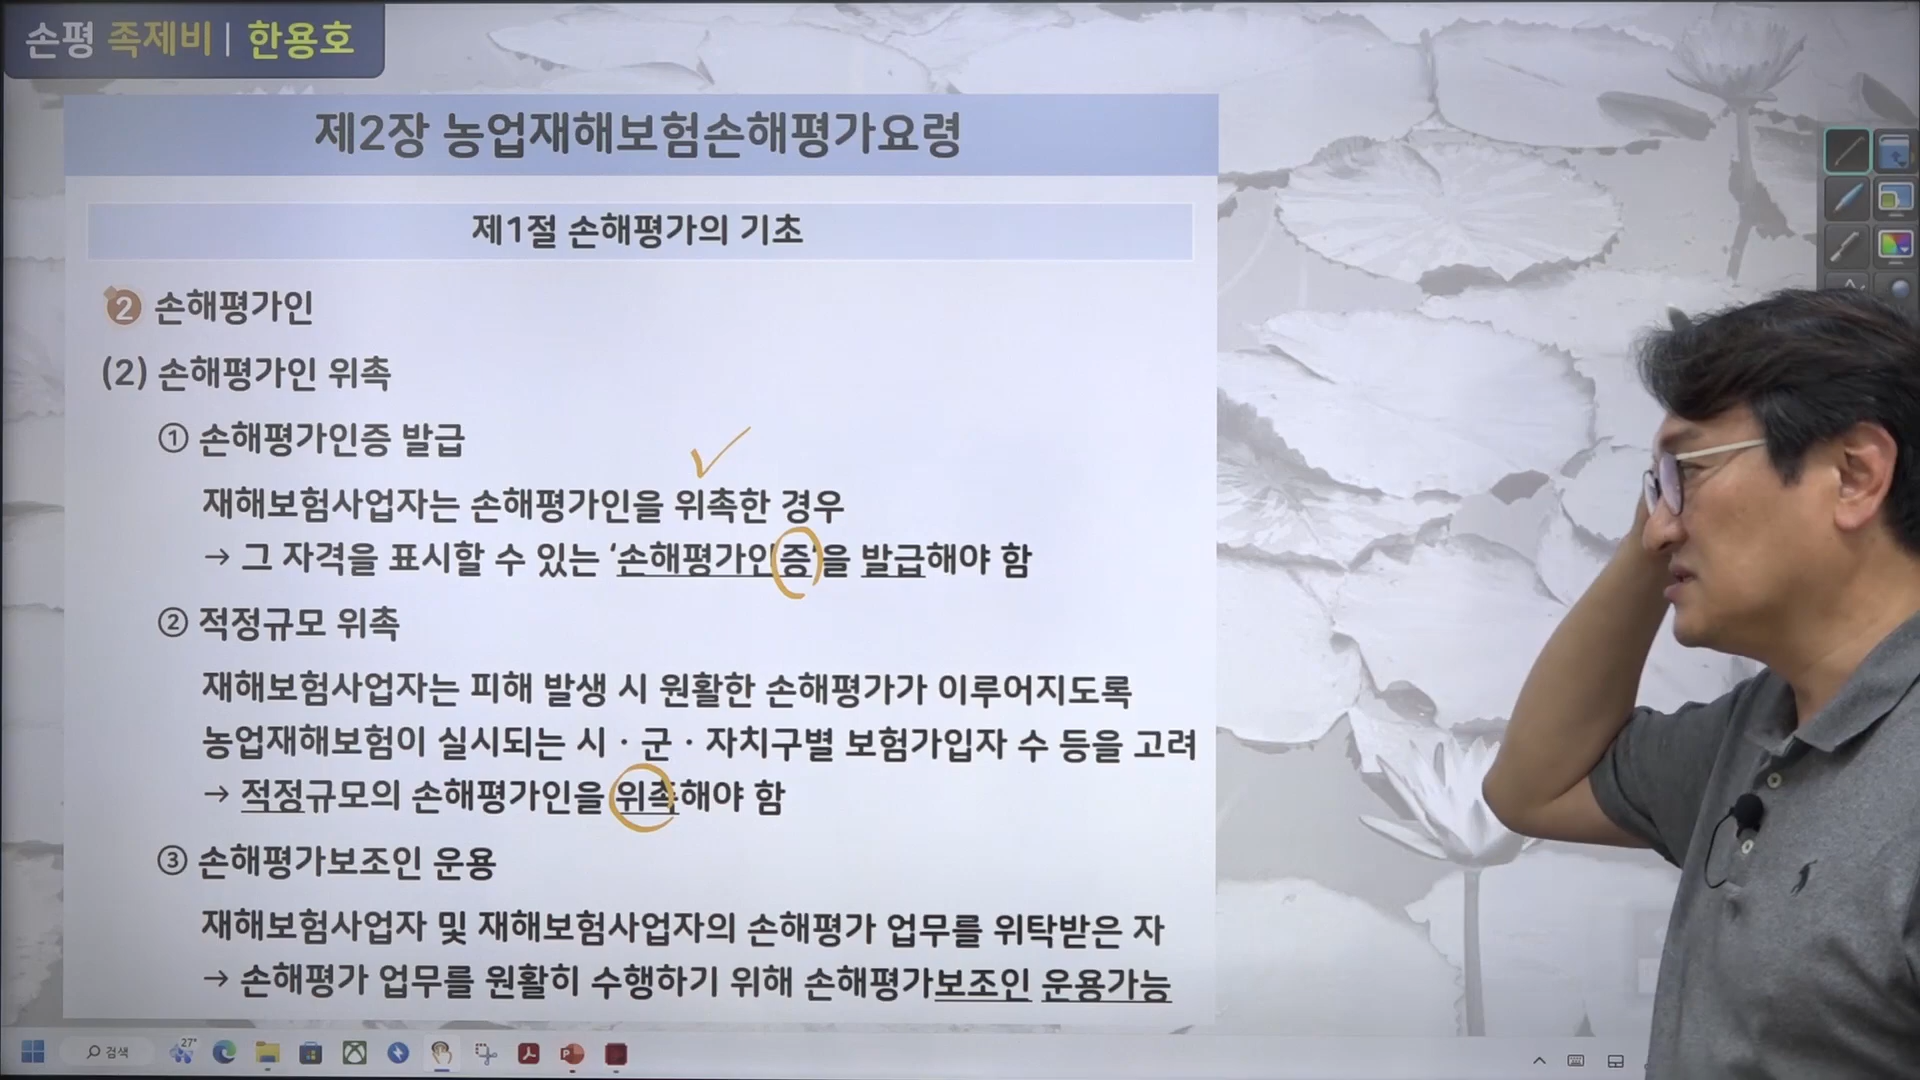 손평 족제비 | 한용호
제2장 농업재해보험손해평가요령
제1절 손해평가의 기초
2 손해평가인
(2) 손해평가인 위촉
① 손해평가인증 발급
재해보험사업자는 손해평가인을 위촉한 경우
→ 그 자격을 표시할 수 있는 '손해평가인증'을 발급해야 함
② 적정규모 위촉
재해보험사업자는 피해 발생 시 원활한 손해평가가 이루어지도록
농업재해보험이 실시되는 시 · 군 · 자치구별 보험가입자 수 등을 고려
→ 적정규모의 손해평가인을 위촉해야 함
③ 손해평가보조인 운용
재해보험사업자 및 재해보험사업자의 손해평가 업무를 위탁받은 자
→ 손해평가 업무를 원활히 수행하기 위해 손해평가보조인 운용가능
검색
27°